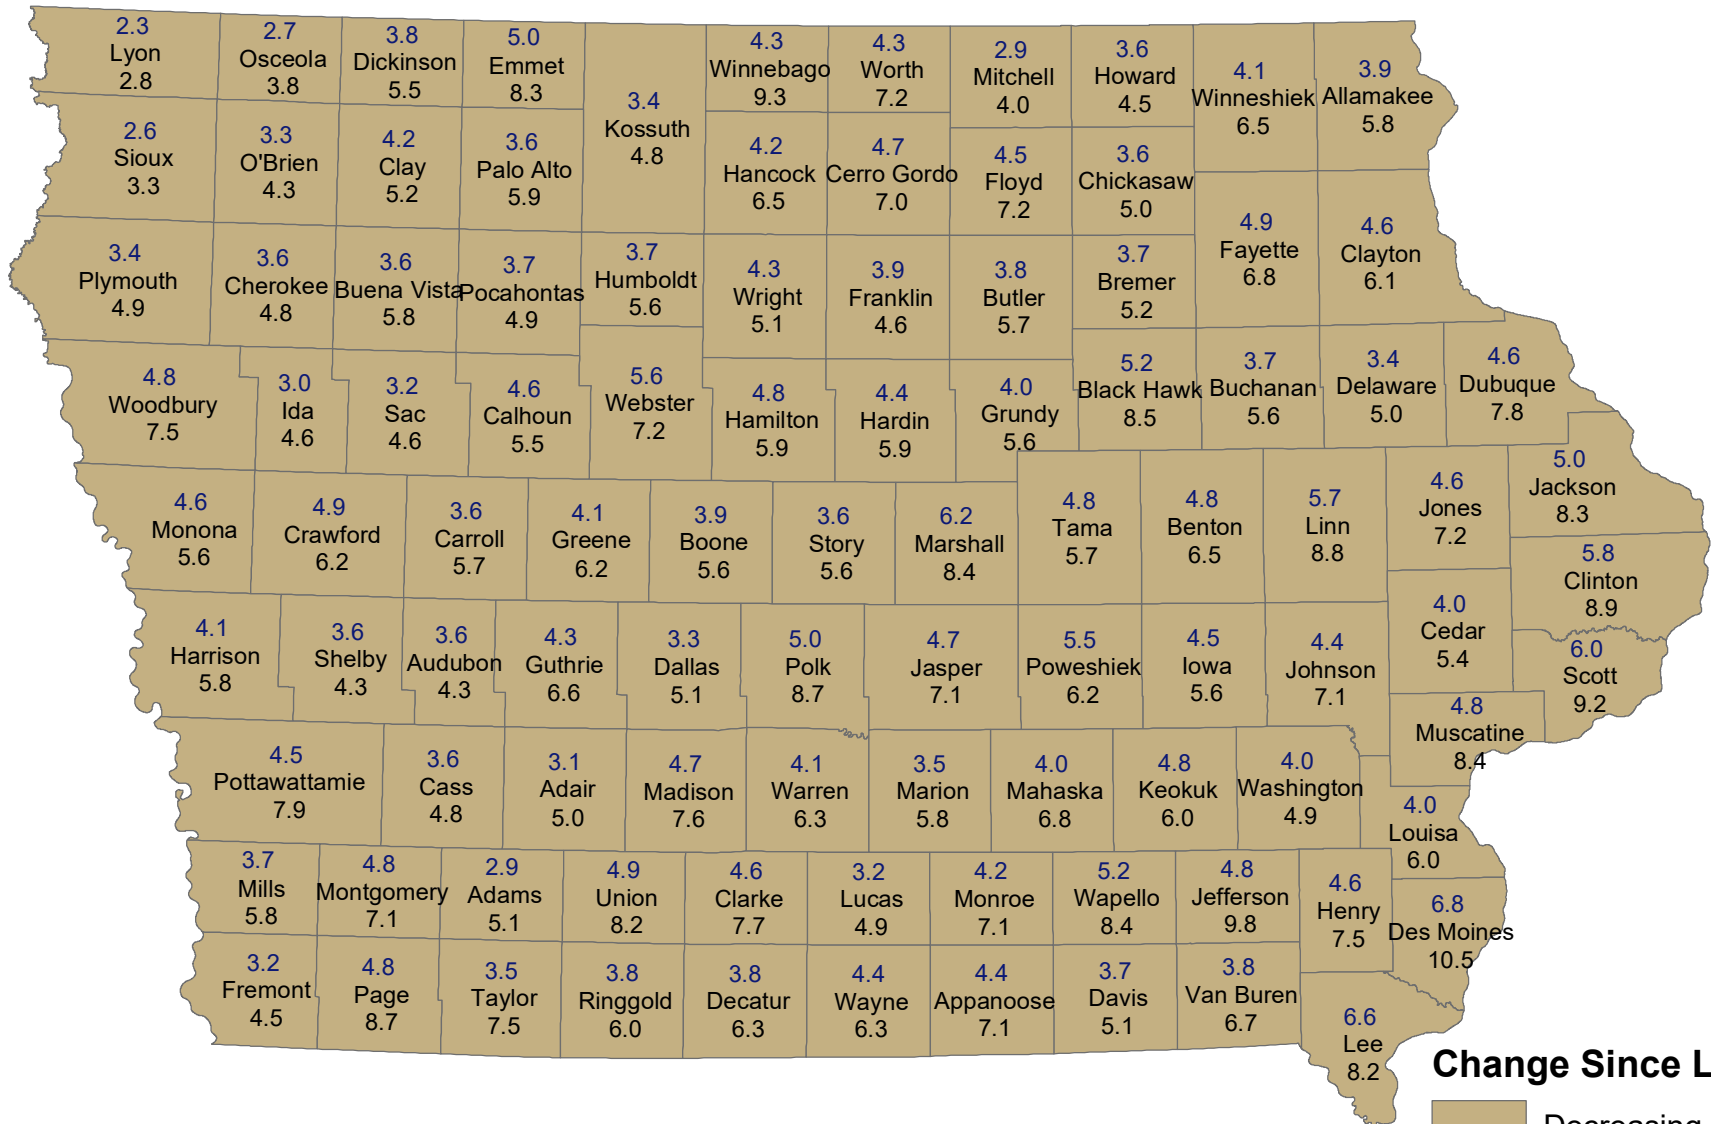 2.3
Lyon
2.8
2.7
Osceola
3.8
3.8
Dickinson
5.5
5.0
Emmet
8.3
3.4
Kossuth
4.8
4.3
Winnebago
9.3
4.3
Worth
7.2
2.9
Mitchell
4.0
3.6
Howard
4.5
4.1
Winneshiek
6.5
3.9
Allamakee
5.8
2.6
Sioux
3.3
3.3
O'Brien
4.3
4.2
Clay
5.2
3.6
Palo Alto
5.9
4.2
Hancock
6.5
4.7
Cerro Gordo
7.0
4.5
Floyd
7.2
3.6
Chickasaw
5.0
4.9
Fayette
6.8
4.6
Clayton
6.1
3.4
Plymouth
4.9
3.6
Cherokee
4.8
3.6
Buena Vista
5.8
3.7
Pocahontas
4.9
3.7
Humboldt
5.6
4.3
Wright
5.1
3.9
Franklin
4.6
3.8
Butler
5.7
3.7
Bremer
5.2
4.8
Woodbury
7.5
3.0
Ida
4.6
3.2
Sac
4.6
4.6
Calhoun
5.5
5.6
Webster
7.2
4.8
Hamilton
5.9
4.4
Hardin
5.9
4.0
Grundy
5.6
5.2
Black Hawk
8.5
3.7
Buchanan
5.6
3.4
Delaware
5.0
4.6
Dubuque
7.8
4.6
Monona
5.6
4.9
Crawford
6.2
3.6
Carroll
5.7
4.1
Greene
6.2
3.9
Boone
5.6
3.6
Story
5.6
6.2
Marshall
8.4
4.8
Tama
5.7
4.8
Benton
6.5
5.7
Linn
8.8
4.6
Jones
7.2
5.0
Jackson
8.3
5.8
Clinton
8.9
4.1
Harrison
5.8
3.6
Shelby
4.3
3.6
Audubon
4.3
4.3
Guthrie
6.6
3.3
Dallas
5.1
5.0
Polk
8.7
4.7
Jasper
7.1
5.5
Poweshiek
6.2
4.5
Iowa
5.6
4.4
Johnson
7.1
4.0
Cedar
5.4
6.0
Scott
9.2
4.8
Muscatine
8.4
4.5
Pottawattamie
7.9
3.6
Cass
4.8
3.1
Adair
5.0
4.7
Madison
7.6
4.1
Warren
6.3
3.5
Marion
5.8
4.0
Mahaska
6.8
4.8
Keokuk
6.0
4.0
Washington
4.9
4.0
Louisa
6.0
3.7
Mills
5.8
4.8
Montgomery
7.1
2.9
Adams
5.1
4.9
Union
8.2
4.6
Clarke
7.7
3.2
Lucas
4.9
4.2
Monroe
7.1
5.2
Wapello
8.4
4.8
Jefferson
9.8
4.6
Henry
7.5
6.8
Des Moines
10.5
3.2
Fremont
4.5
4.8
Page
8.7
3.5
Taylor
7.5
3.8
Ringgold
6.0
3.8
Decatur
6.3
4.4
Wayne
6.3
4.4
Appanoose
7.1
3.7
Davis
5.1
3.8
Van Buren
6.7
6.6
Lee
8.2
Change Since L
Decreasing